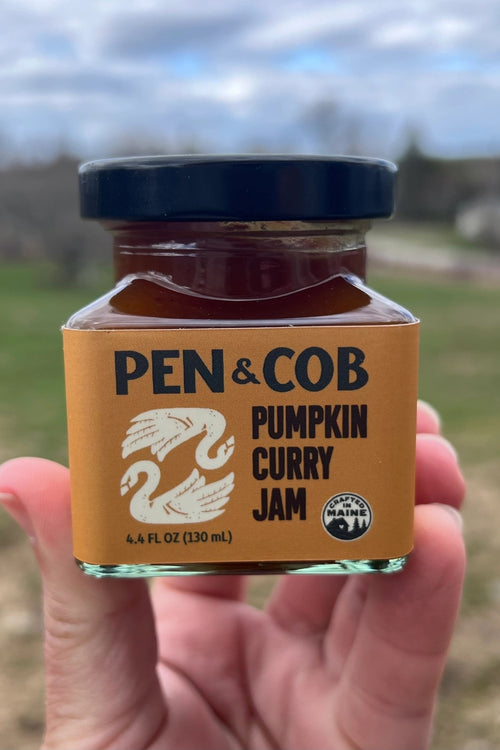 PEN & COB
PUMPKIN
CURRY
JAM
CRAFTED
IN
MAINE
4.4 FL OZ (130 mL)